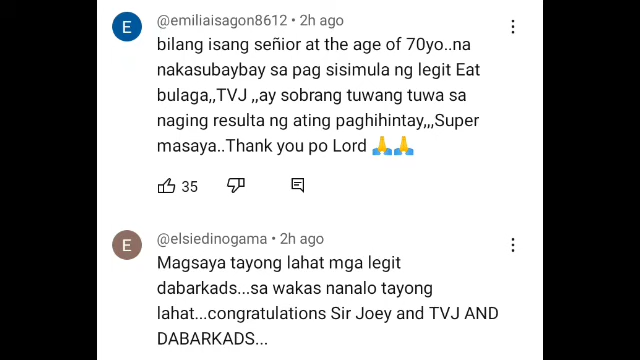 E
@emiliaisagon8612 • 2h ago
bilang isang señior at the age of 70yo..na
nakasubaybay sa pag sisimula ng legit Eat
bulaga,,TVJ ,,ay sobrang tuwang tuwa sa
naging resulta ng ating paghihintay,,,Super
masaya..Thank you po Lord 🙏🙏
35
E
@elsiedinogama • 2h ago
Magsaya tayong lahat mga legit
dabarkads...sa wakas nanalo tayong
lahat...congratulations Sir Joey and TVJ AND
DABARKADS...